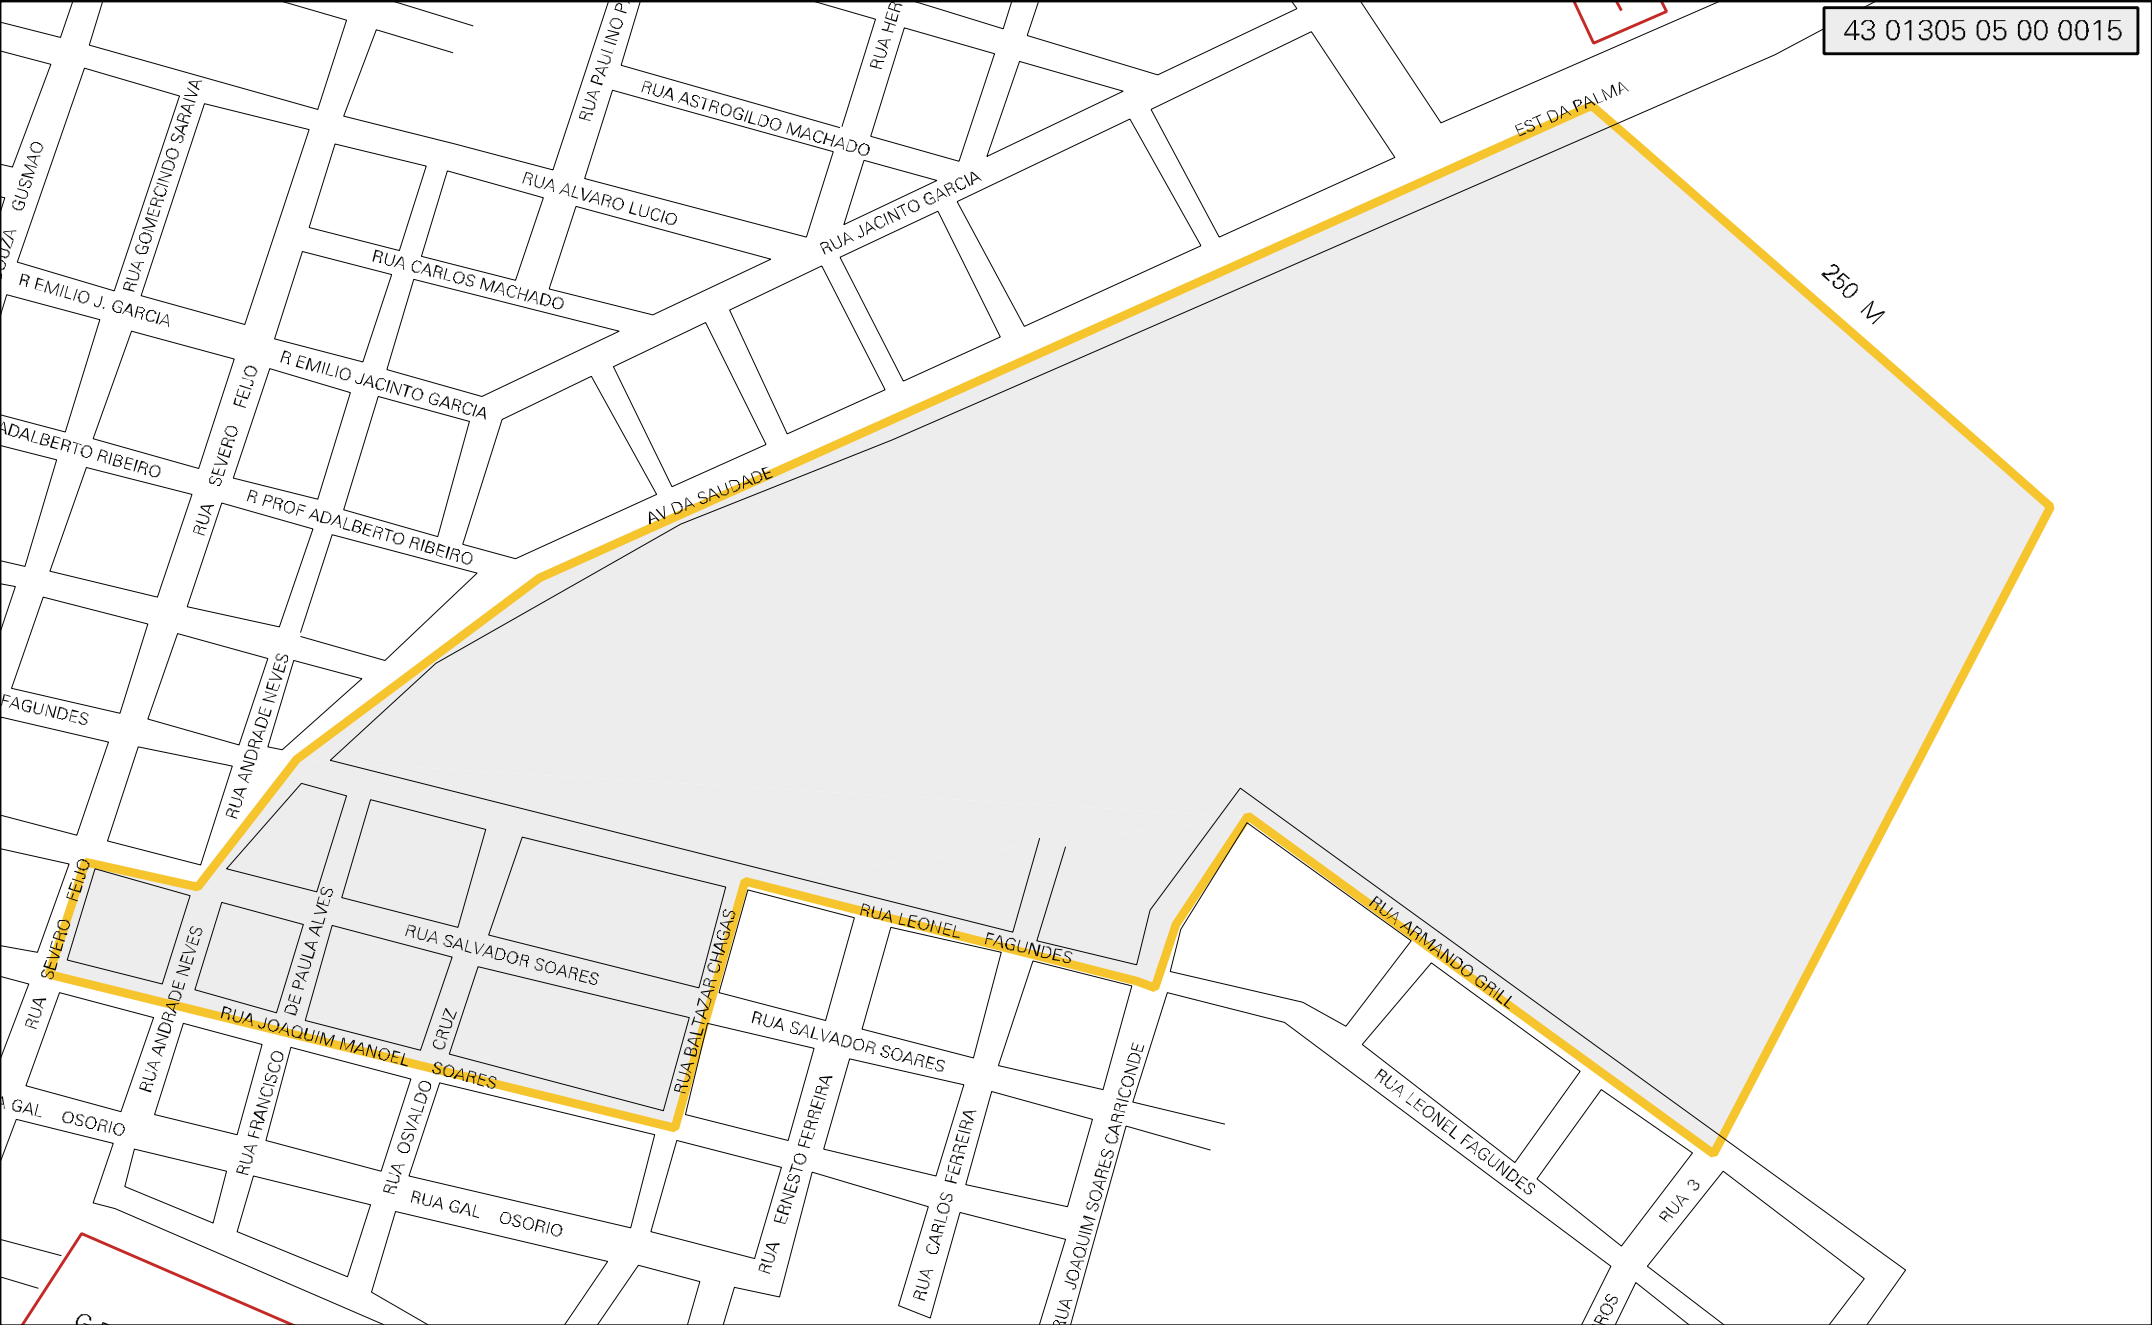 43 01305 05 00 0015
RUA PAULINO P
RUA HER
RUA ASTROGILDO MACHADO
EST DA PALMA
RUA GOMERCINDO SARAIVA
GUSMAO
RUA ALVARO LUCIO
RUA JACINTO GARCIA
RUA CARLOS MACHADO
R EMILIO J. GARCIA
250 M
R EMILIO JACINTO GARCIA
RUA SEVERO FEIJO
ADALBERTO RIBEIRO
R PROF ADALBERTO RIBEIRO
AV DA SAUDADE
FAGUNDES
RUA ANDRADE NEVES
RUA SEVERO FEIJO
RUA ANDRADE NEVES
RUA FRANCISCO DE PAULA ALVES
RUA SALVADOR SOARES
RUA BALTAZAR CHAGAS
RUA LEONEL FAGUNDES
RUA ARMANDO GRILL
RUA JOAQUIM MANOEL SOARES
RUA OSVALDO CRUZ
RUA SALVADOR SOARES
RUA ERNESTO FERREIRA
RUA CARLOS FERREIRA
RUA JOAQUIM SOARES CARRICONDE
RUA LEONEL FAGUNDES
GAL OSORIO
RUA GAL OSORIO
RUA 3
ROS